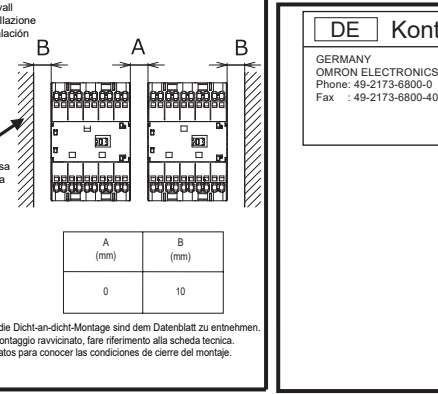 vall
llazione
alación
B A B
sa
a
A
(mm)
B
(mm)
0 10
die Dicht-an-dicht-Montage sind dem Datenblatt zu entnehmen.
ontaggio ravvicinato, fare riferimento alla scheda tecnica.
atos para conocer las condiciones de cierre del montaje.
DE Kont
GERMANY
OMRON ELECTRONICS
Phone: 49-2173-6800-0
Fax : 49-2173-6800-40